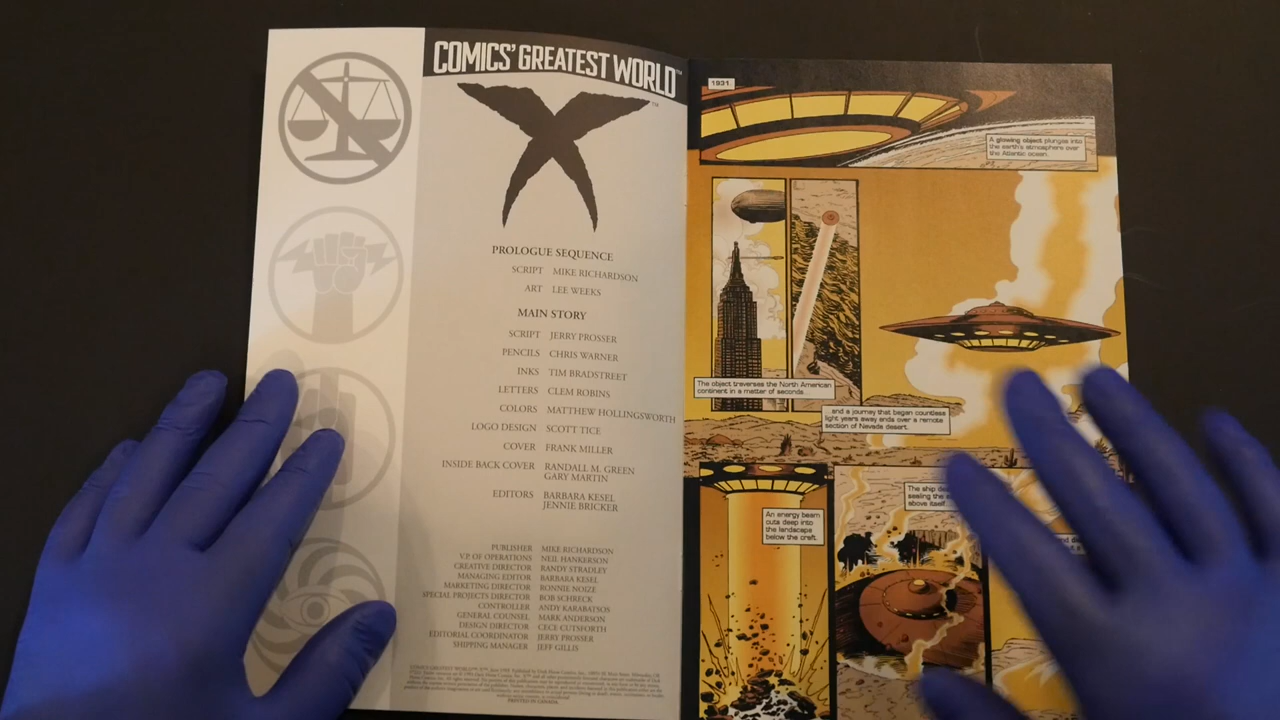 COMICS' GREATEST WORLD™
X™
PROLOGUE SEQUENCE
SCRIPT MIKE RICHARDSON
ART LEE WEEKS
MAIN STORY
SCRIPT JERRY PROSSER
PENCILS CHRIS WARNER
INKS TIM BRADSTREET
LETTERS CLEM ROBINS
COLORS MATTHEW HOLLINGSWORTH
LOGO DESIGN SCOTT TICE
COVER FRANK MILLER
INSIDE BACK COVER RANDALL M. GREEN
GARY MARTIN
EDITORS BARBARA KESEL
JENNIE BRICKER
PUBLISHER MIKE RICHARDSON
V.P. OF OPERATIONS NEIL HANKERSON
CREATIVE DIRECTOR RANDY STRADLEY
MANAGING EDITOR BARBARA KESEL
MARKETING DIRECTOR RONNIE NOIZE
SPECIAL PROJECTS DIRECTOR BOB SCHRECK
CONTROLLER ANDY KARABATSOS
GENERAL COUNSEL MARK ANDERSON
DESIGN DIRECTOR CECE CUTSFORTH
EDITORIAL COORDINATOR JERRY PROSSER
SHIPPING MANAGER JEFF GILLIS
PRINTED IN CANADA
1931.
A glowing object plunges into
the earth's atmosphere over
the Atlantic ocean.
The object traverses the North American
continent in a matter of seconds...
...and a journey that began countless
light years away ends over a remote
section of Nevada desert.
An energy beam
cuts deep into
the landscape
below the craft.
The ship
sealing the
above itself...